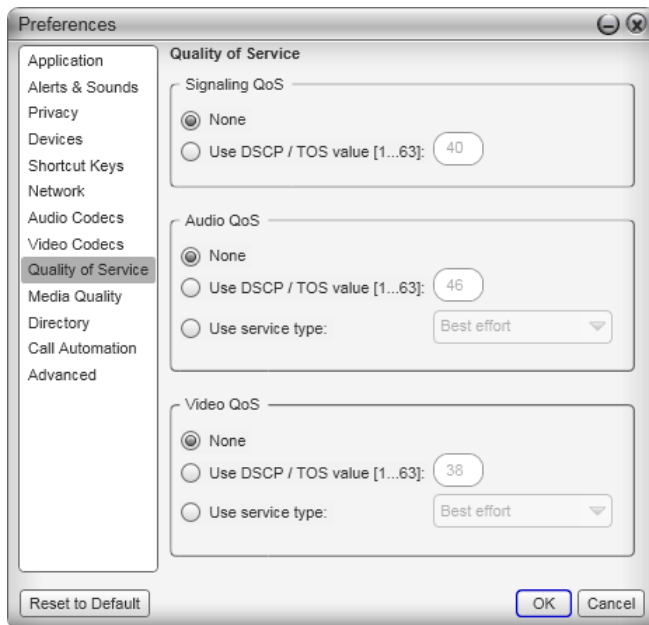 Preferences
Application
Alerts & Sounds
Privacy
Devices
Shortcut Keys
Network
Audio Codecs
Video Codecs
Quality of Service
Media Quality
Directory
Call Automation
Advanced
Quality of Service
Signaling QoS
None
Use DSCP / TOS value [1...63]: 40
Audio QoS
None
Use DSCP / TOS value [1...63]: 46
Use service type: Best effort
Video QoS
None
Use DSCP / TOS value [1...63]: 38
Use service type: Best effort
Reset to Default OK Cancel